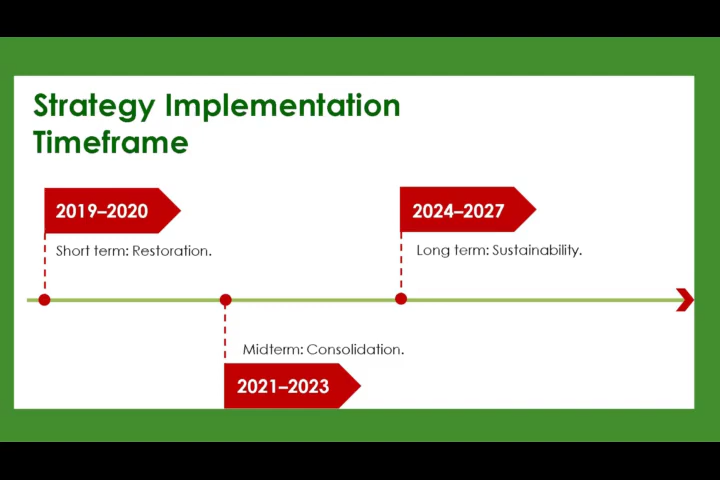 Strategy Implementation
Timeframe
2019–2020
Short term: Restoration.
2024–2027
Long term: Sustainability.
Midterm: Consolidation.
2021–2023